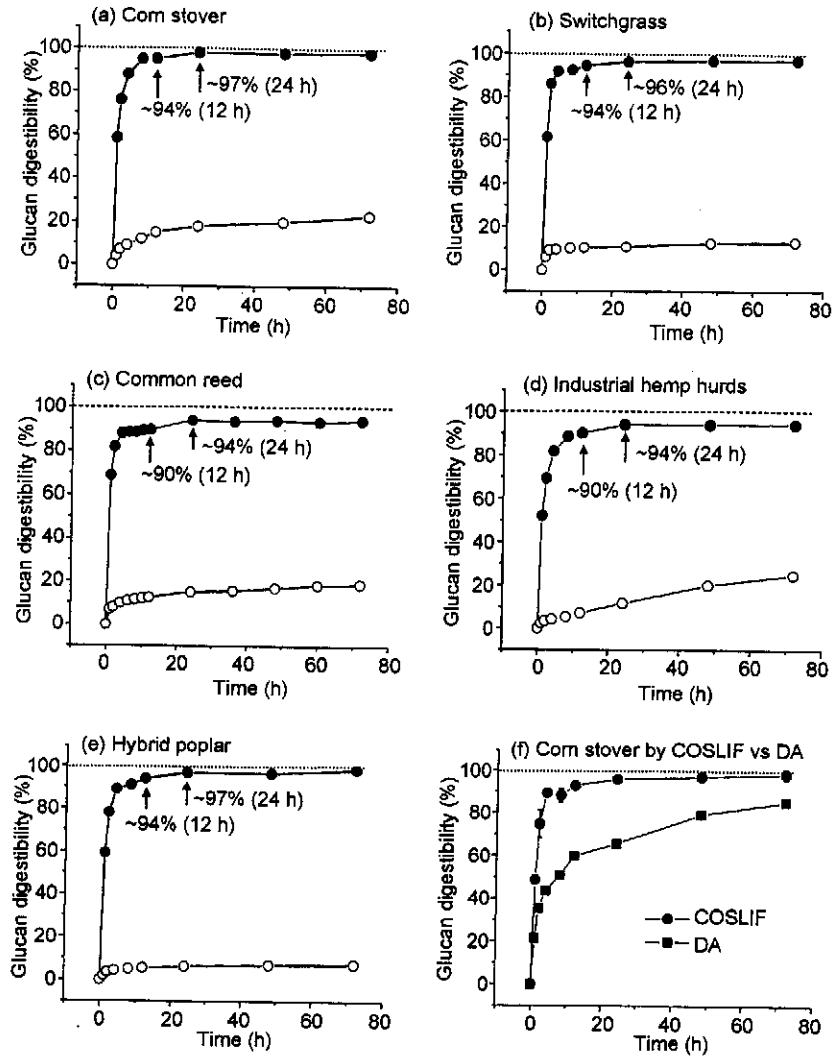 (a) Corn stover
Glucan digestibility (%)
100
80
60
40
20
0
~97% (24 h)
~94% (12 h)
0 20 40 60 80
Time (h)
(b) Switchgrass
Glucan digestibility (%)
100
80
60
40
20
0
~96% (24 h)
~94% (12 h)
0 20 40 60 80
Time (h)
(c) Common reed
Glucan digestibility (%)
100
80
60
40
20
0
~94% (24 h)
~90% (12 h)
0 20 40 60 80
Time (h)
(d) Industrial hemp hurds
Glucan digestibility (%)
100
80
60
40
20
0
~94% (24 h)
~90% (12 h)
0 20 40 60 80
Time (h)
(e) Hybrid poplar
Glucan digestibility (%)
100
80
60
40
20
0
~97% (24 h)
~94% (12 h)
0 20 40 60 80
Time (h)
(f) Corn stover by COSLIF vs DA
Glucan digestibility (%)
100
80
60
40
20
0
COSLIF
DA
0 20 40 60 80
Time (h)